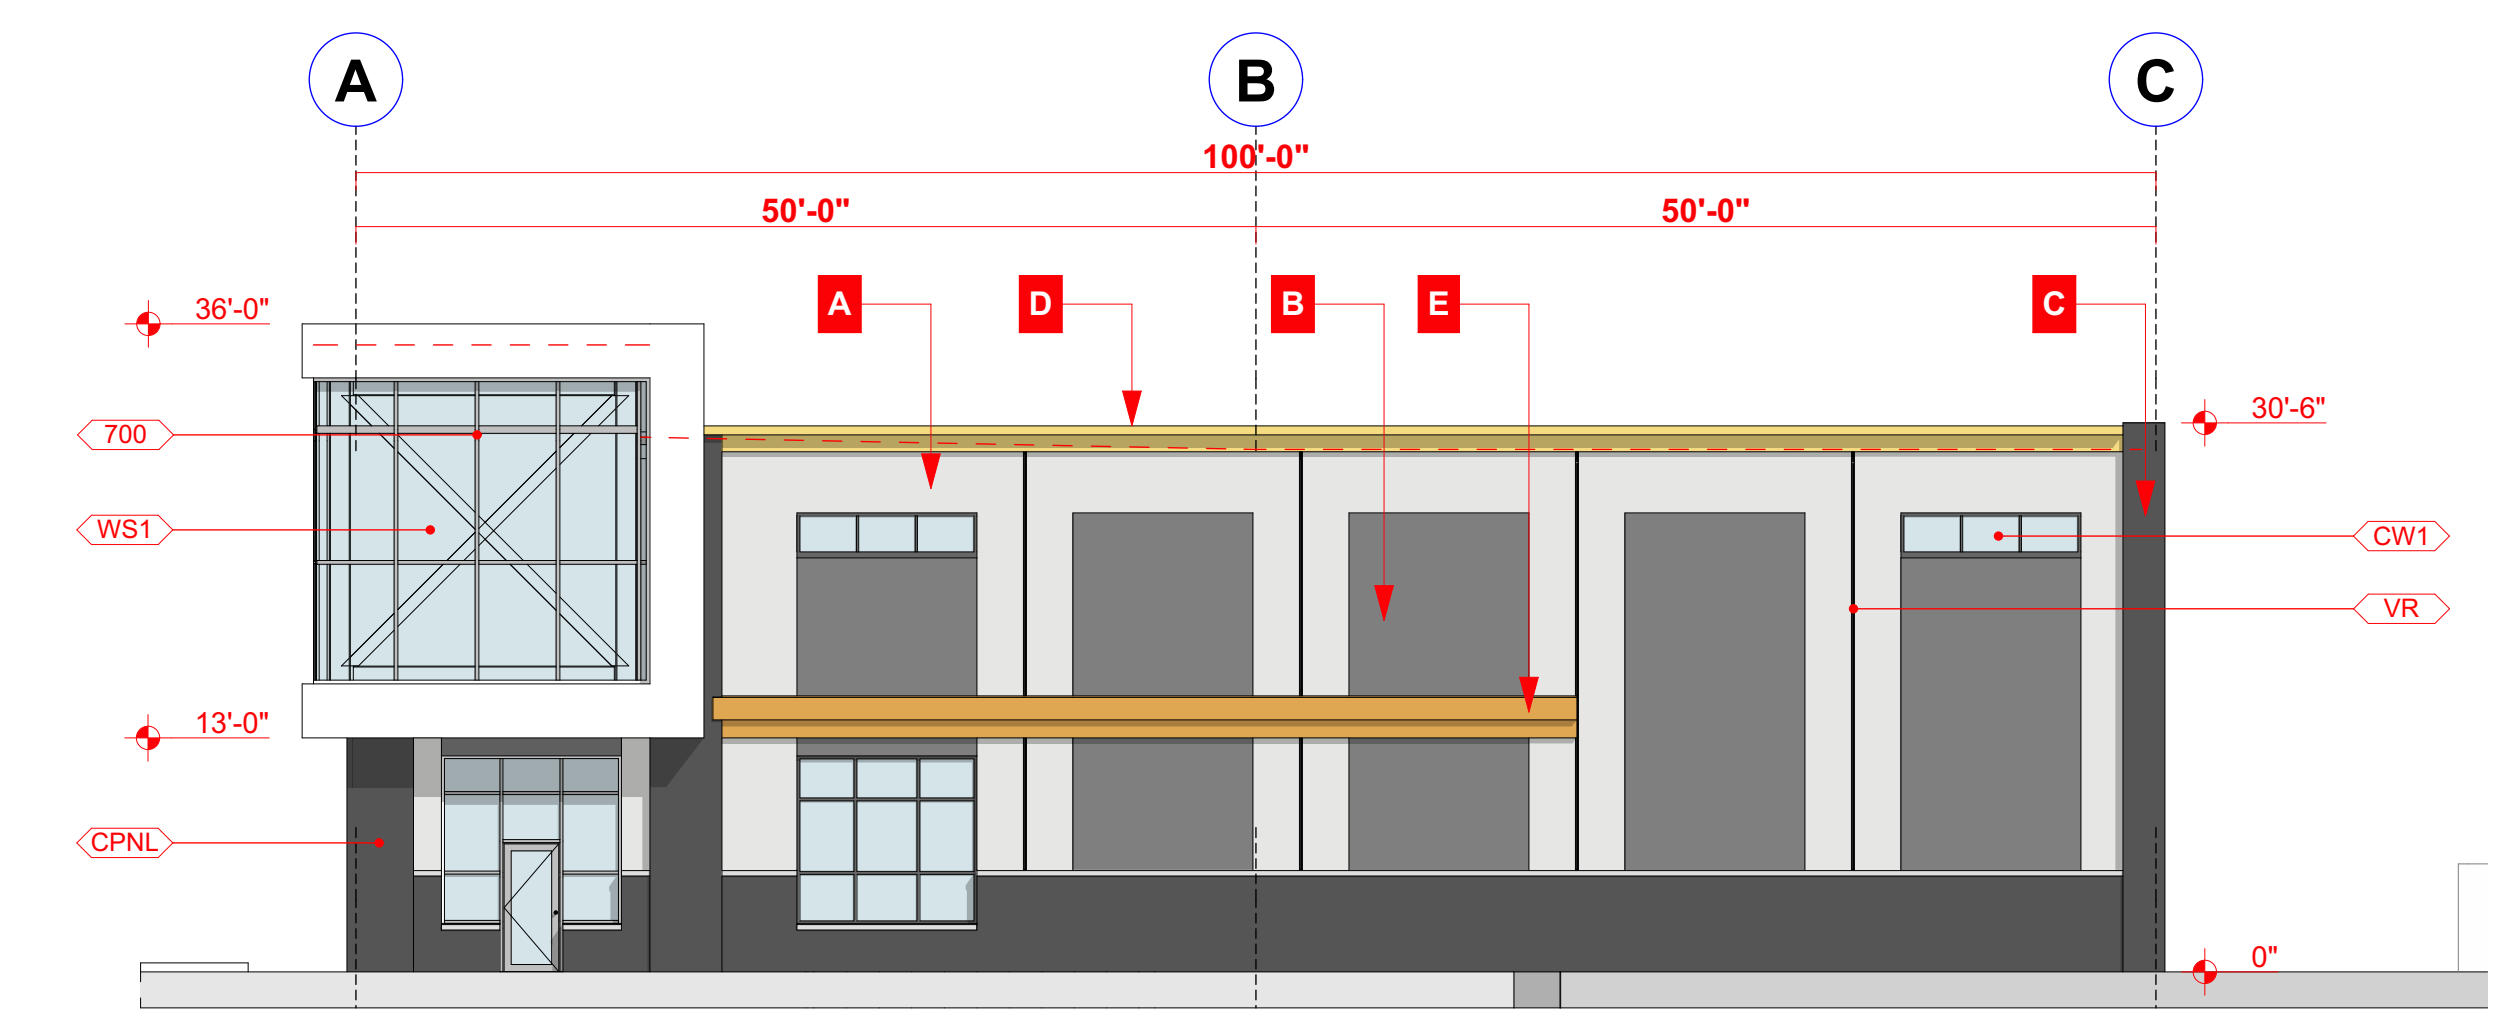 A
B
C
100'-0"
50'-0"
50'-0"
A
D
B
E
C
36'-0"
30'-6"
700
WS1
CW1
VR
13'-0"
CPNL
0"